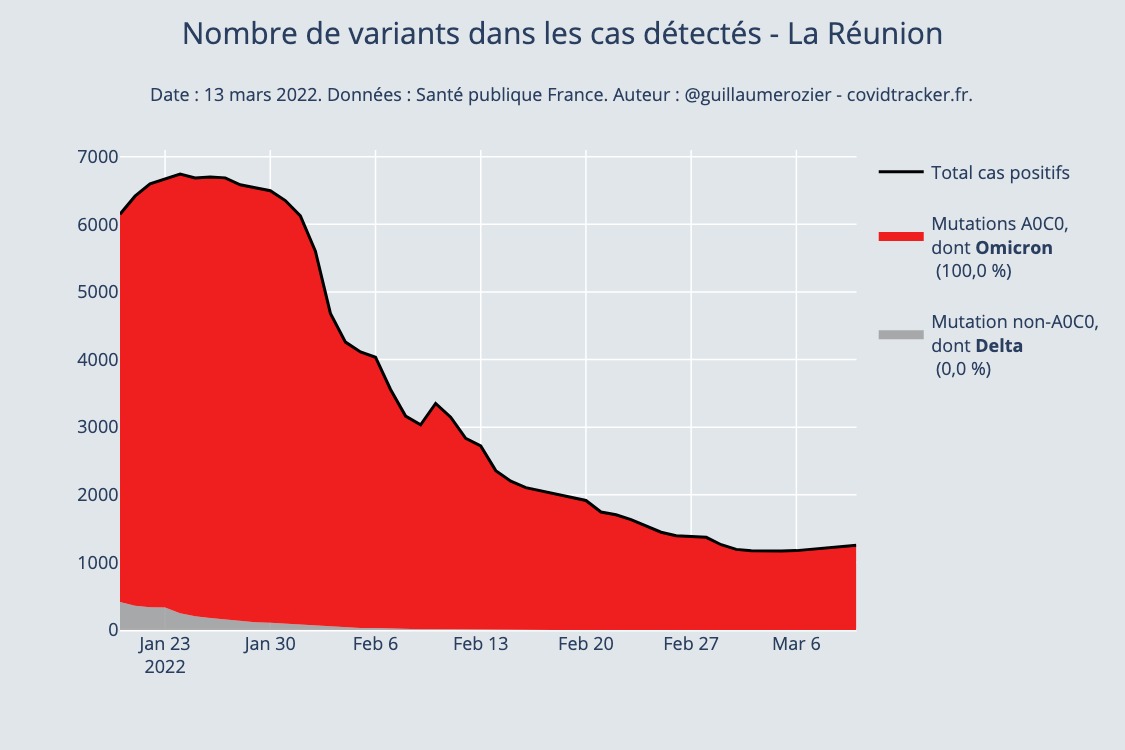 Nombre de variants dans les cas détectés - La Réunion
Date : 13 mars 2022. Données : Santé publique France. Auteur : @guillaumerozier - covidtracker.fr.
7000
6000
5000
4000
3000
2000
1000
0
Jan 23
2022
Jan 30
Feb 6
Feb 13
Feb 20
Feb 27
Mar 6
Total cas positifs
Mutations A0C0,
dont Omicron
(100,0 %)
Mutation non-A0C0,
dont Delta
(0,0 %)